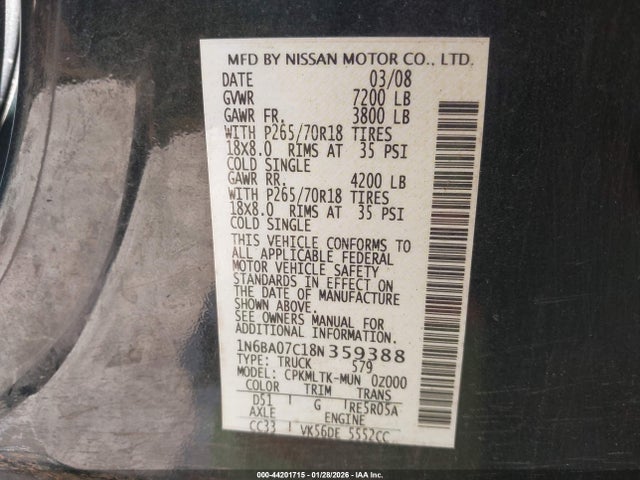 MFD BY NISSAN MOTOR CO., LTD.
DATE 03/08
GVWR 7200 LB
GAWR FR. 3800 LB
WITH P265/70R18 TIRES
18X8.0 RIMS AT 35 PSI
COLD SINGLE
GAWR RR. 4200 LB
WITH P265/70R18 TIRES
18X8.0 RIMS AT 35 PSI
COLD SINGLE
THIS VEHICLE CONFORMS TO
ALL APPLICABLE FEDERAL
MOTOR VEHICLE SAFETY
STANDARDS IN EFFECT ON
THE DATE OF MANUFACTURE
SHOWN ABOVE.
SEE OWNERS MANUAL FOR
ADDITIONAL INFORMATION.
1N6BA07C18N359388
TYPE: TRUCK 579
MODEL: CPKMLTK-MUN 0Z000
COLOR TRIM TRANS
D51 G RE5R05A
AXLE ENGINE
CC33 VK56DE 5552CC
000-44201715 - 01/28/2026 - IAA Inc.